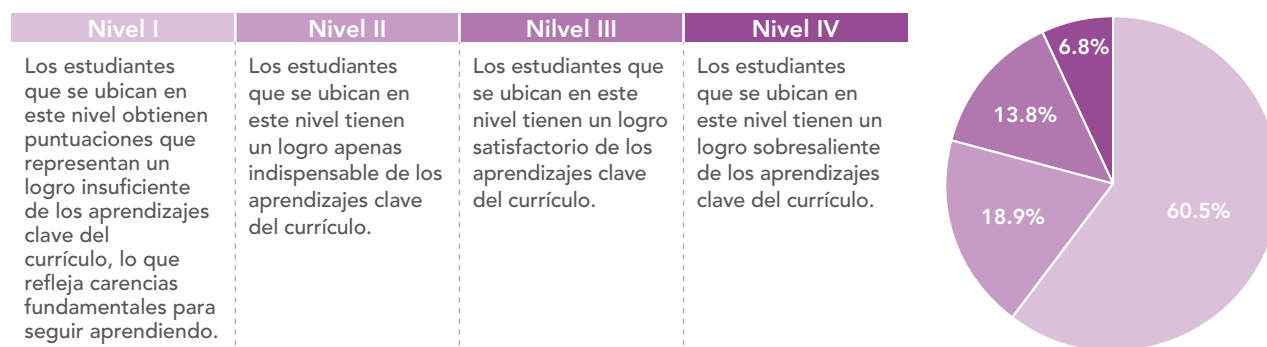 Nivel I
Los estudiantes
que se ubican en
este nivel obtienen
puntuaciones que
representan un
logro insuficiente
de los aprendizajes
clave del
currículo, lo que
refleja carencias
fundamentales para
seguir aprendiendo.
Nivel II
Los estudiantes
que se ubican en
este nivel tienen
un logro apenas
indispensable de los
aprendizajes clave
del currículo.
Nilvel III
Los estudiantes que
se ubican en este
nivel tienen un logro
satisfactorio de los
aprendizajes clave
del currículo.
Nivel IV
Los estudiantes
que se ubican en
este nivel tienen un
logro sobresaliente
de los aprendizajes
clave del currículo.
6.8%
13.8%
18.9%
60.5%